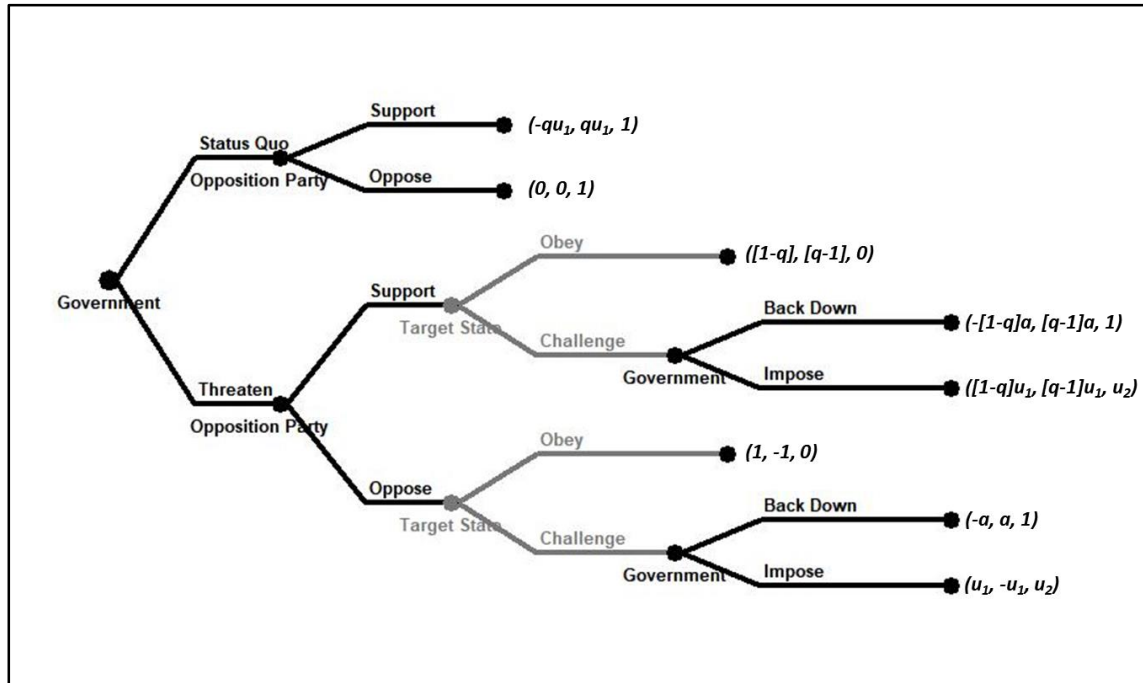 Support
(-qu₁, qu₁, 1)
Status Quo
Opposition Party
Oppose
(0, 0, 1)
Obey
([1-q], [q-1], 0)
Government
Support
Target State
Back Down
(-[1-q]a, [q-1]a, 1)
Challenge
Government
Threaten
Opposition Party
Impose
([1-q]u₁, [q-1]u₁, u₂)
Obey
(1, -1, 0)
Oppose
Target State
Back Down
(-a, a, 1)
Challenge
Government
Impose
(u₁, -u₁, u₂)